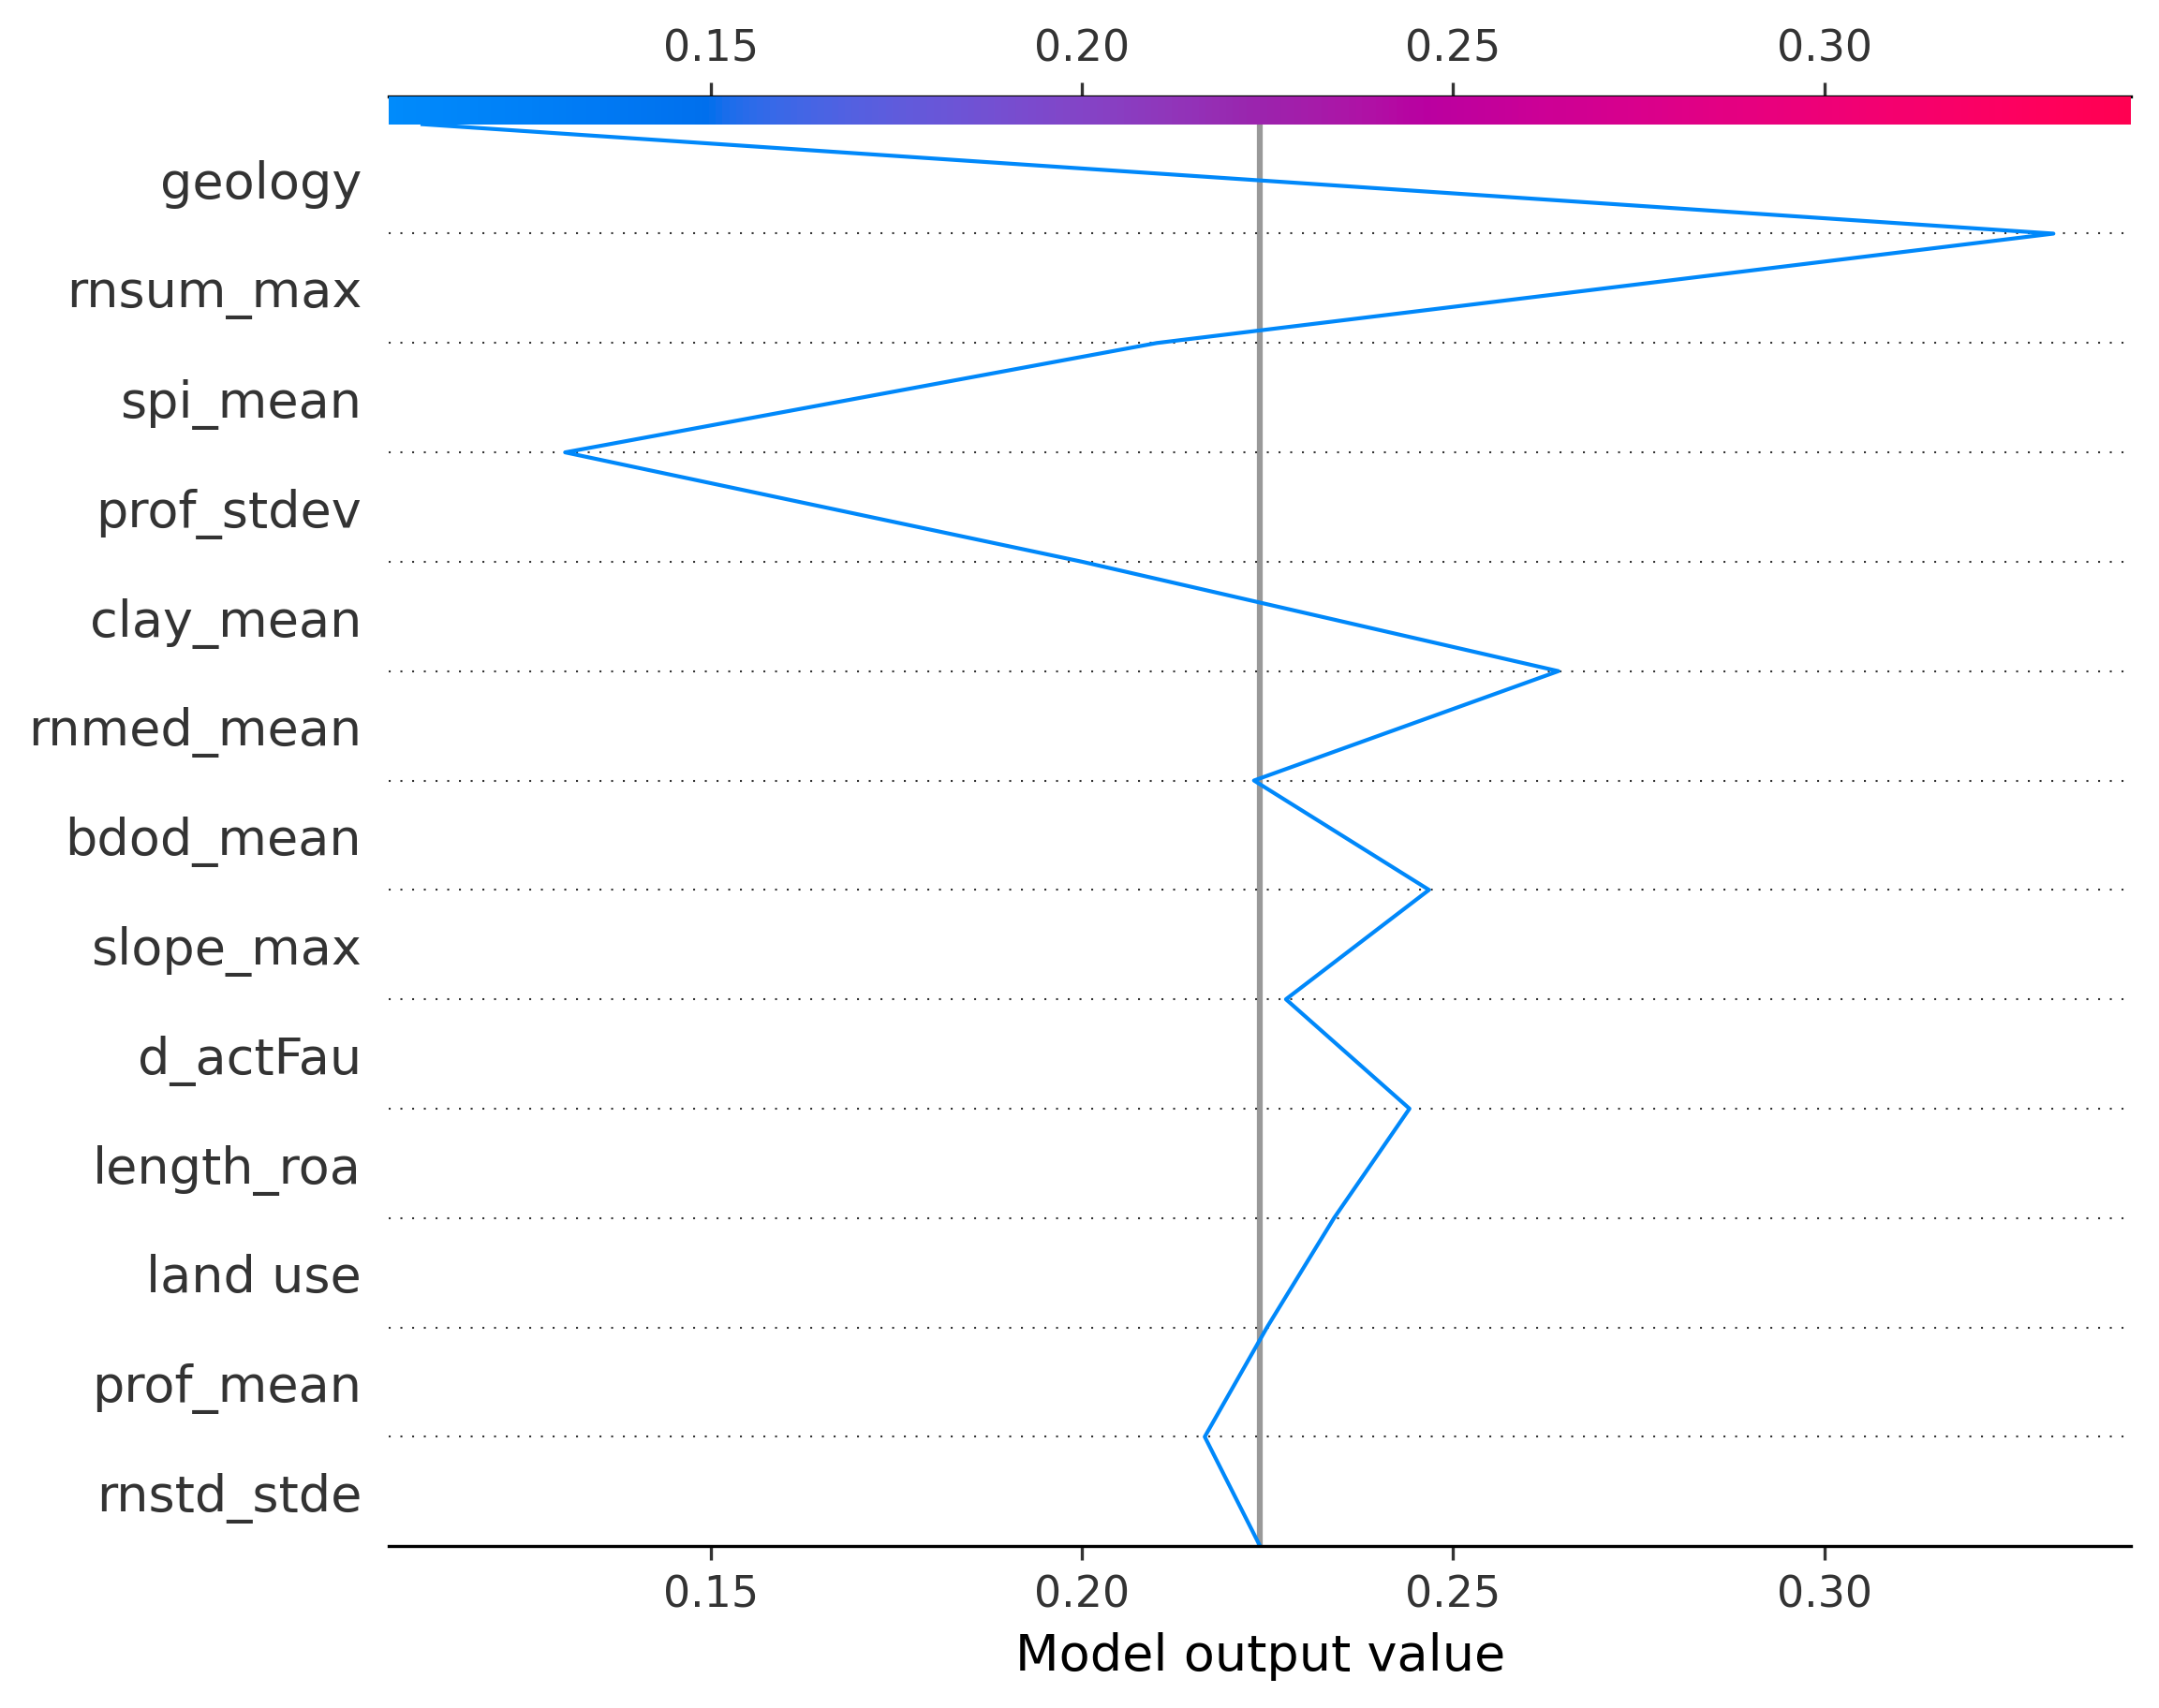 0.15 0.20 0.25 0.30
geology
rnsum_max
spi_mean
prof_stdev
clay_mean
rnmed_mean
bdod_mean
slope_max
d_actFau
length_roa
land use
prof_mean
rnstd_stde
0.15 0.20 0.25 0.30
Model output value